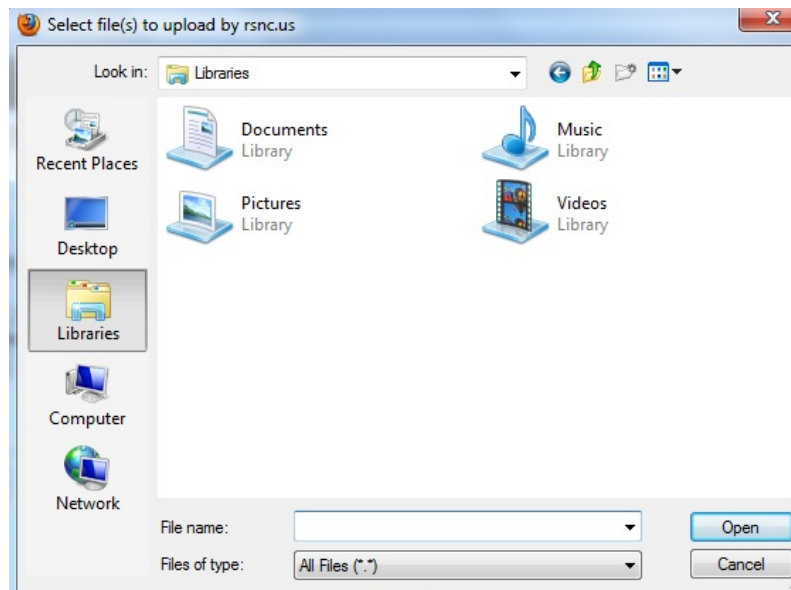 Select file(s) to upload by rsnc.us
Look in: Libraries
Recent Places
Desktop
Libraries
Computer
Network
Documents
Library
Music
Library
Pictures
Library
Videos
Library
File name:
Open
Files of type: All Files (*.*)
Cancel